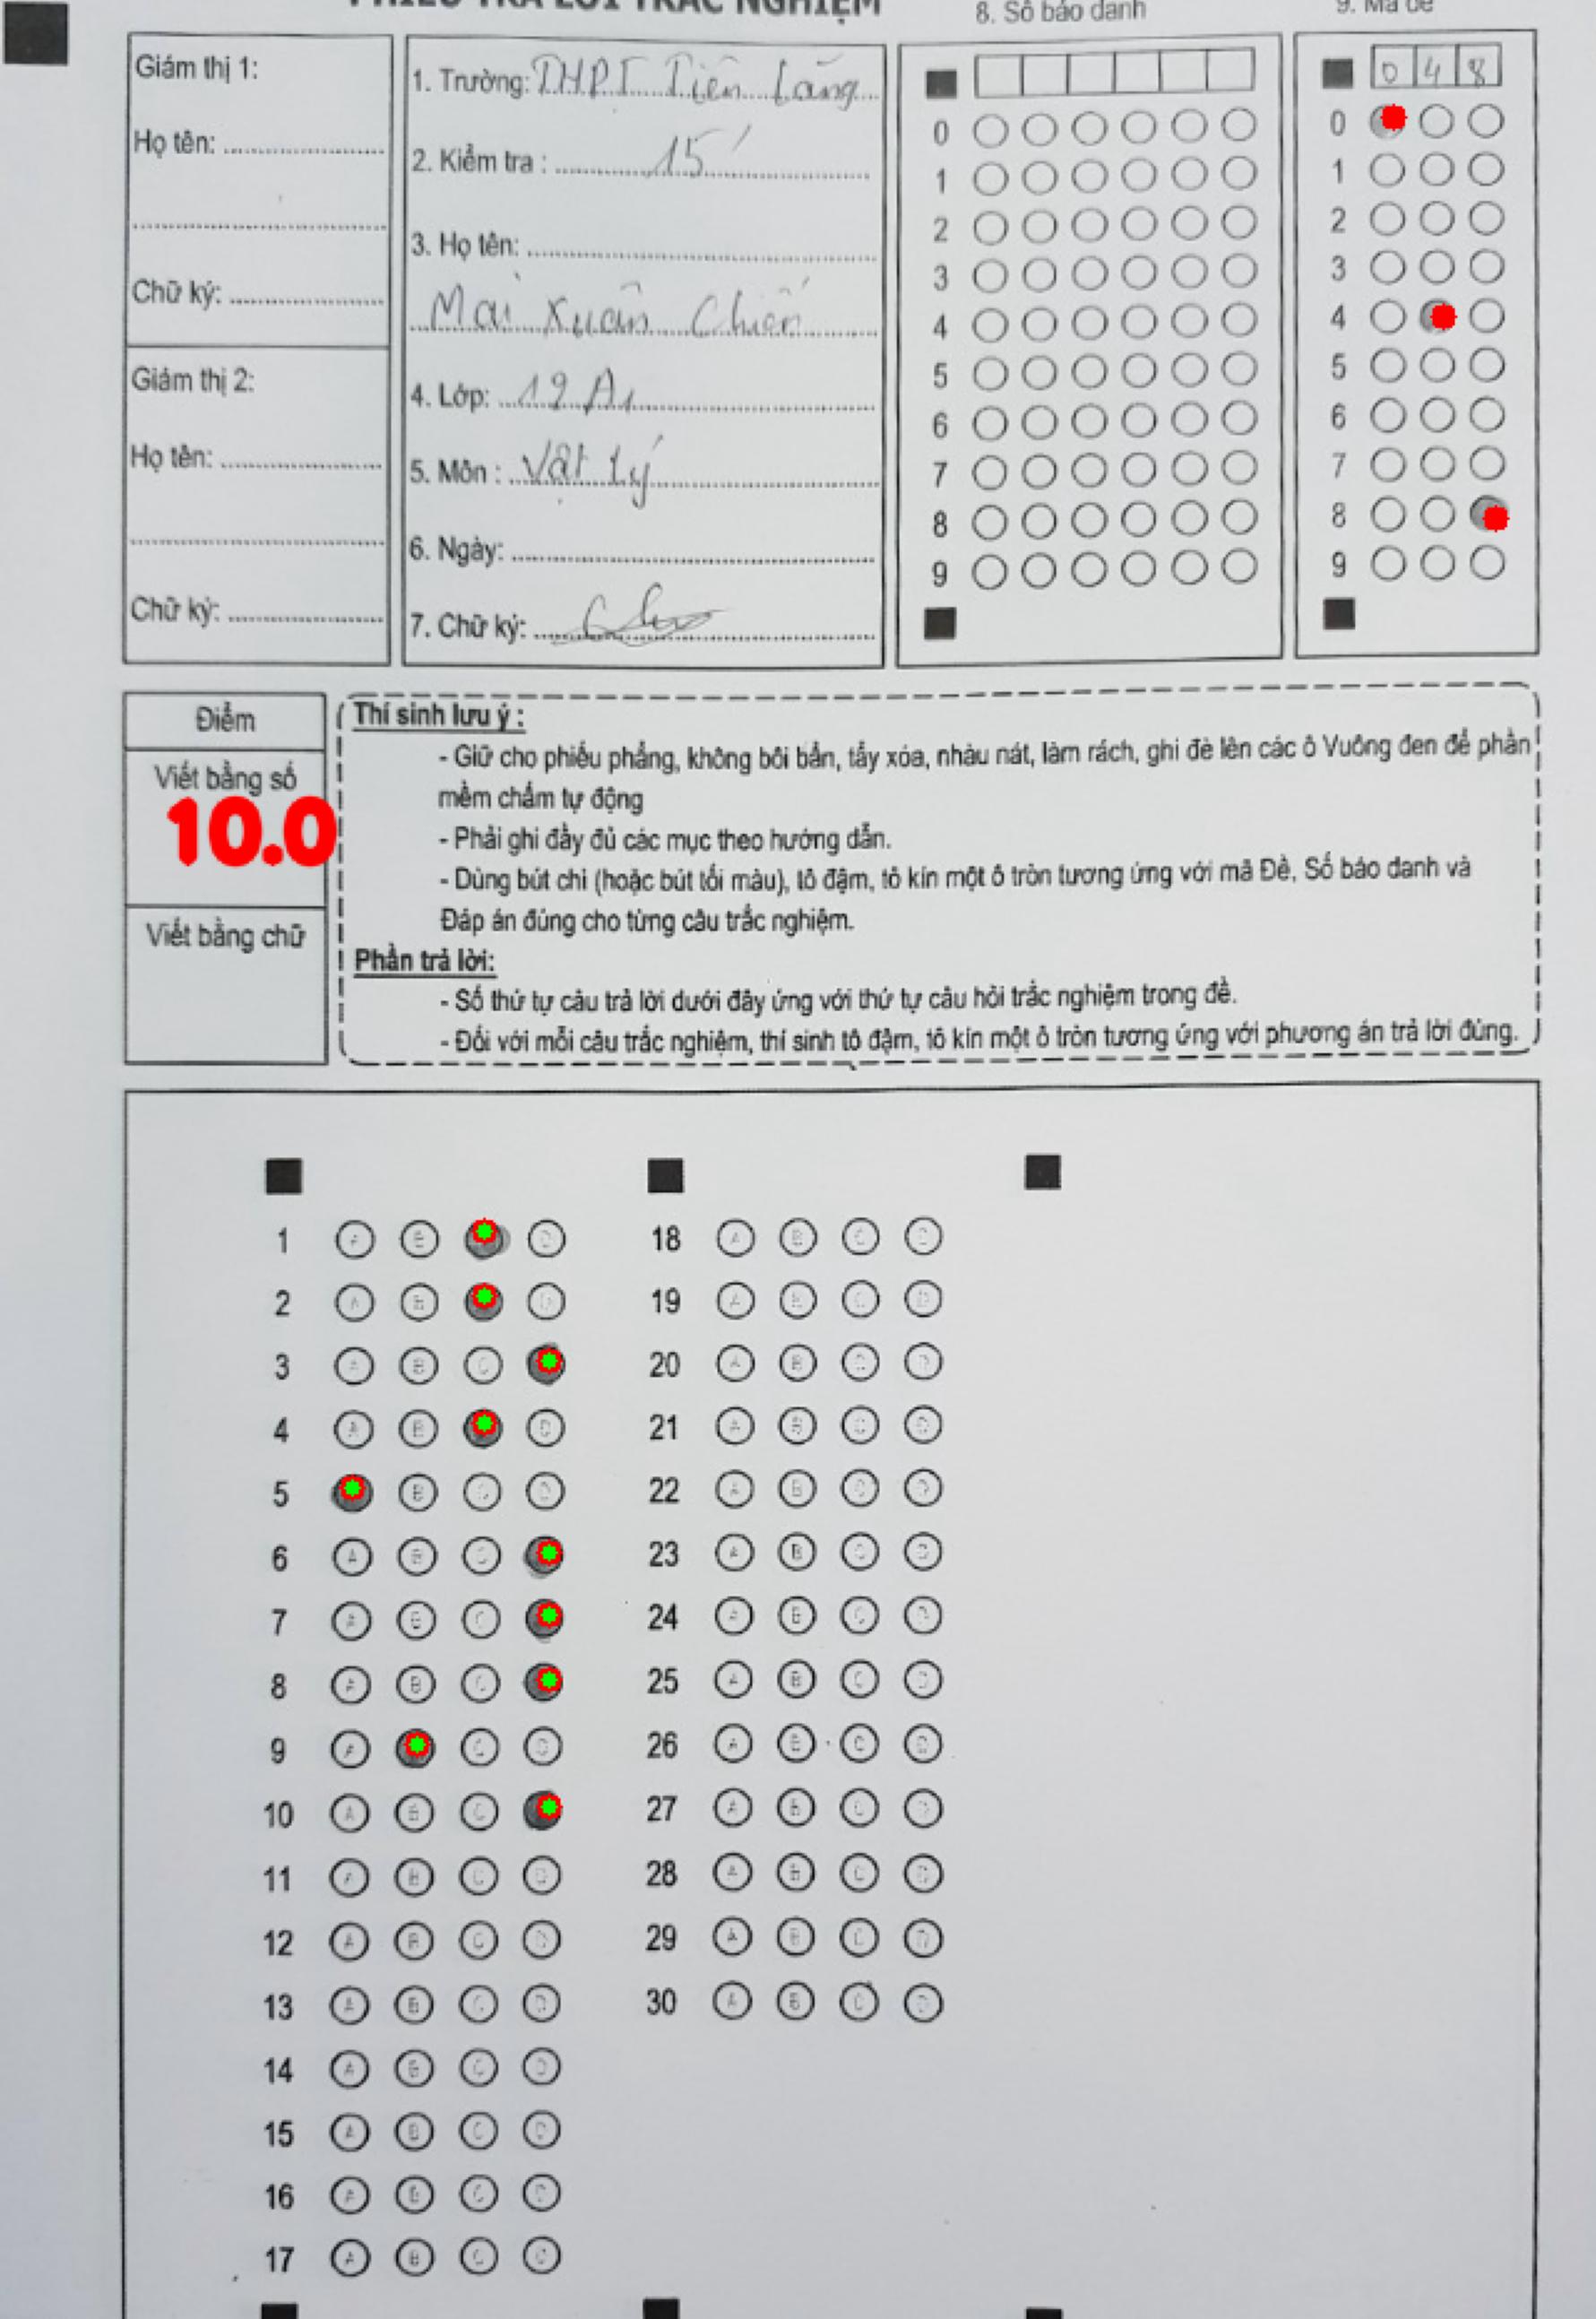 PHIẾU TRẢ LỜI TRẮC NGHIỆM
8. Số báo danh
9. Mã đề
Giám thị 1:
Họ tên: ....................
Chữ ký: ....................
Giám thị 2:
Họ tên: ....................
Chữ ký: ....................
1. Trường: THPT Tiên Lãng
2. Kiểm tra : 15'
3. Họ tên:
Mai Xuân Chiến
4. Lớp: 12 A1
5. Môn : Vật Lý
6. Ngày:
7. Chữ ký:
0
1
2
3
4
5
6
7
8
9
0 4 8
0
1
2
3
4
5
6
7
8
9
Điểm
Viết bằng số
10.0
Viết bằng chữ
Thí sinh lưu ý :
- Giữ cho phiếu phẳng, không bôi bẩn, tẩy xóa, nhàu nát, làm rách, ghi đè lên các ô Vuông đen để phần
mềm chấm tự động
- Phải ghi đầy đủ các mục theo hướng dẫn.
- Dùng bút chì (hoặc bút tối màu), tô đậm, tô kín một ô tròn tương ứng với mã Đề, Số báo danh và
Đáp án đúng cho từng câu trắc nghiệm.
Phần trả lời:
- Số thứ tự câu trả lời dưới đây ứng với thứ tự câu hỏi trắc nghiệm trong đề.
- Đối với mỗi câu trắc nghiệm, thí sinh tô đậm, tô kín một ô tròn tương ứng với phương án trả lời đúng.
1 A B D
2 A B D
3 A B C
4 A B D
5 B C D
6 A B C
7 A B C
8 A B C
9 A C D
10 A B C
11 A B C D
12 A B C D
13 A B C D
14 A B C D
15 A B C D
16 A B C D
17 A B C D
18 A B C D
19 A B C D
20 A B C D
21 A B C D
22 A B C D
23 A B C D
24 A B C D
25 A B C D
26 A B C D
27 A B C D
28 A B C D
29 A B C D
30 A B C D